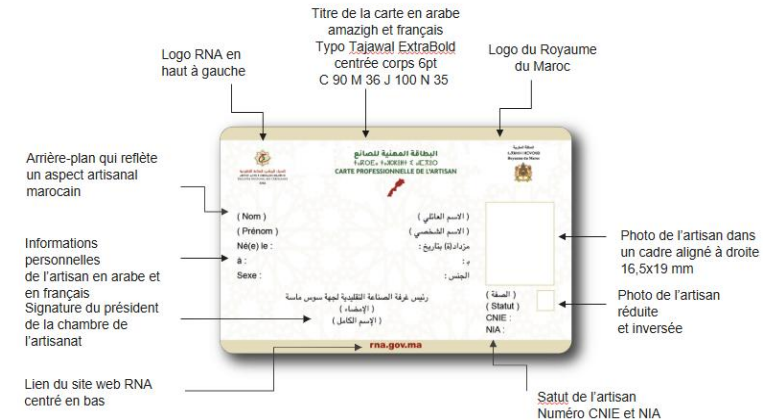 Titre de la carte en arabe
amazigh et français
Typo Tajawal ExtraBold
centrée corps 6pt
C 90 M 36 J 100 N 35
Logo RNA en
haut à gauche
Logo du Royaume
du Maroc
البطاقة المهنية للصانع
CARTE PROFESSIONNELLE DE L'ARTISAN
Royaume du Maroc
Arrière-plan qui reflète
un aspect artisanal
marocain
( Nom )
( الاسم العائلي )
( Prénom )
( الاسم الشخصي )
Né(e) le :
مزداد(ة) بتاريخ :
à :
بـ :
Sexe :
الجنس :
Informations
personnelles
de l'artisan en arabe et
en français
Signature du président
de la chambre de
l'artisanat
رئيس غرفة الصناعة التقليدية لجهة سوس ماسة
( الإمضاء )
( الإسم الكامل )
( الصفة )
( Statut )
CNIE :
NIA :
rna.gov.ma
Photo de l'artisan dans
un cadre aligné à droite
16,5x19 mm
Photo de l'artisan
réduite
et inversée
Lien du site web RNA
centré en bas
Satut de l'artisan
Numéro CNIE et NIA